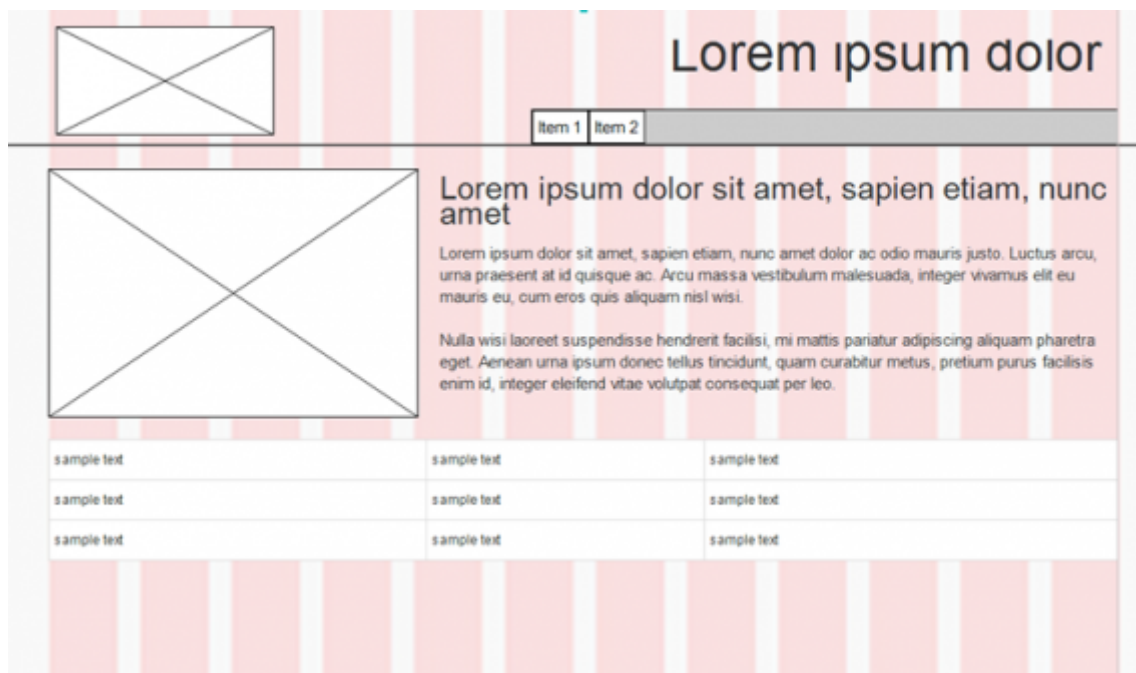 Lorem ipsum dolor
Item 1 Item 2
Lorem ipsum dolor sit amet, sapien etiam, nunc
amet
Lorem ipsum dolor sit amet, sapien etiam, nunc amet dolor ac odio mauris justo. Luctus arcu,
urna praesent at id quisque ac. Arcu massa vestibulum malesuada, integer vivamus elit eu
mauris eu, cum eros quis aliquam nisl wisi.
Nulla wisi laoreet suspendisse hendrerit facilisi, mi mattis pariatur adipiscing aliquam pharetra
eget. Aenean urna ipsum donec tellus tincidunt, quam curabitur metus, pretium purus facilisis
enim id, integer eleifend vitae volutpat consequat per leo.
sample text sample text sample text
sample text sample text sample text
sample text sample text sample text